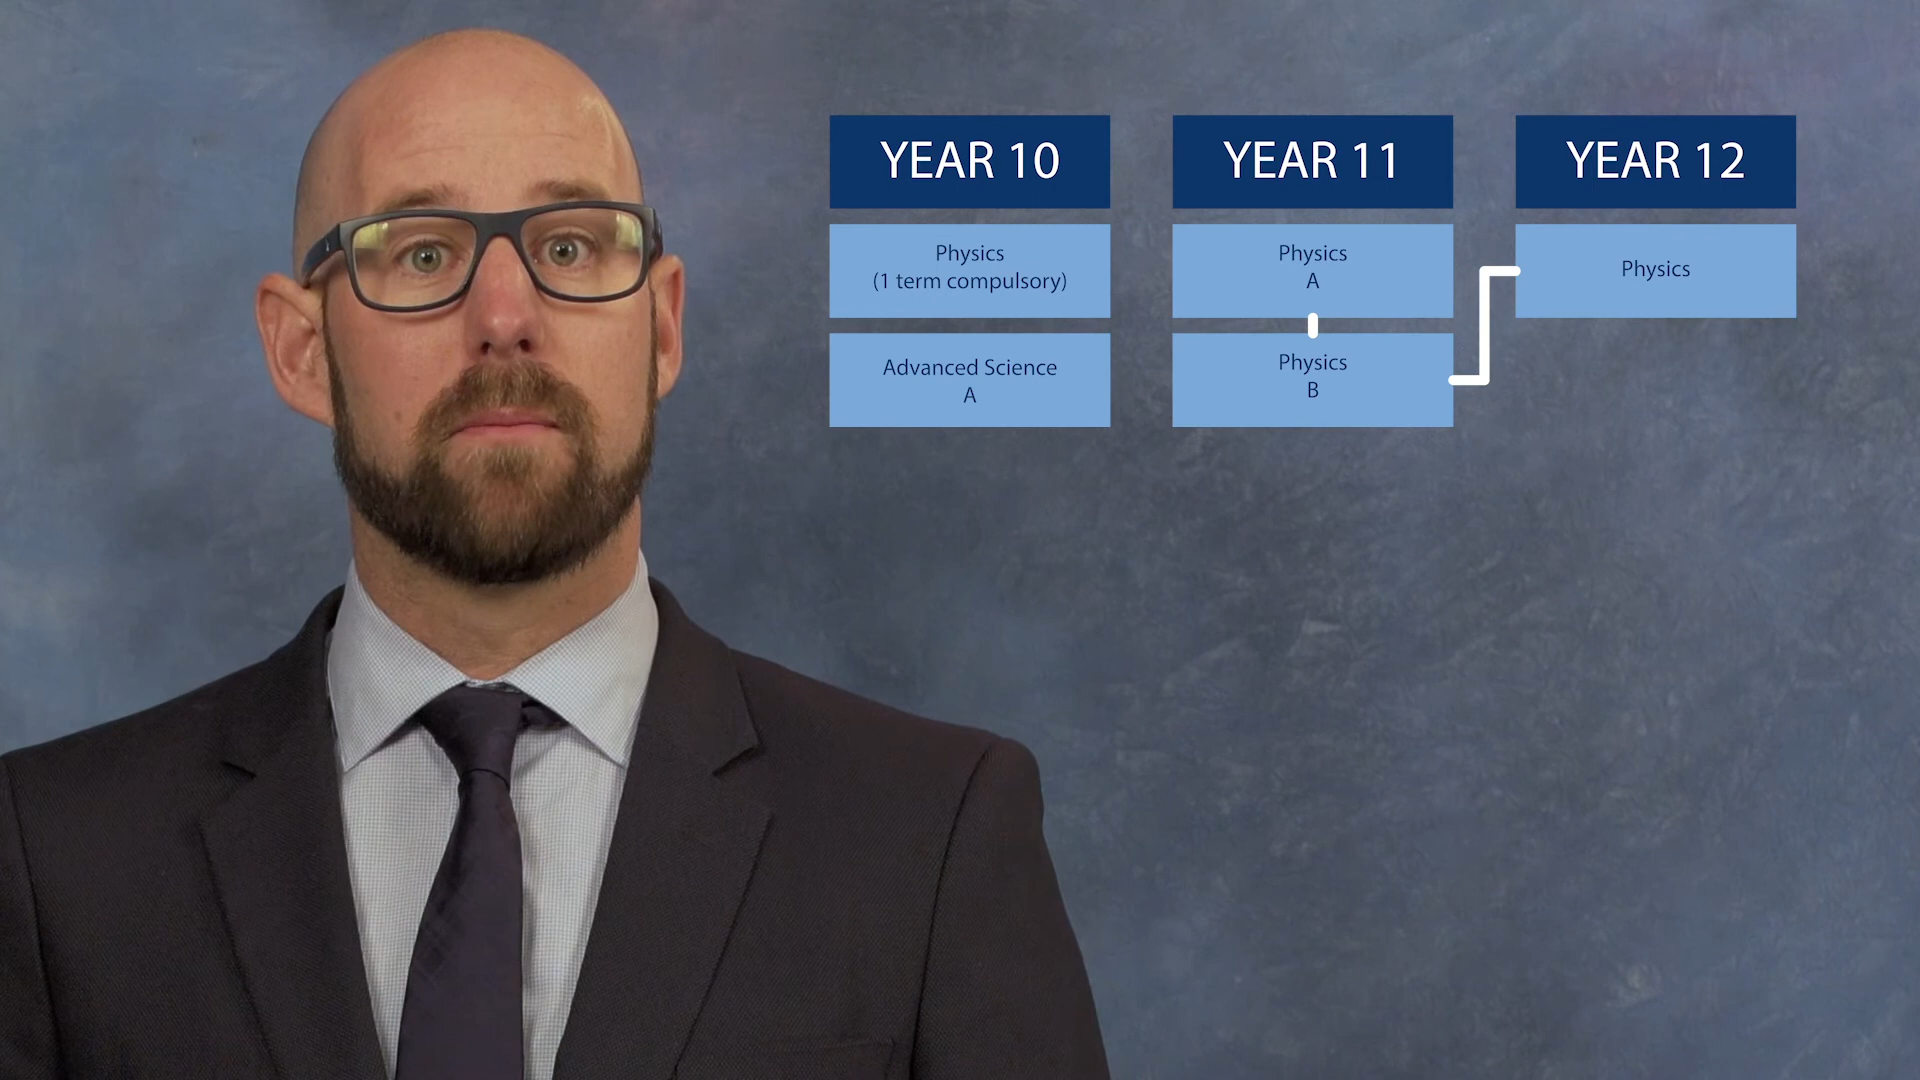 YEAR 10
YEAR 11
YEAR 12
Physics
(1 term compulsory)
Physics
A
Physics
Advanced Science
A
Physics
B